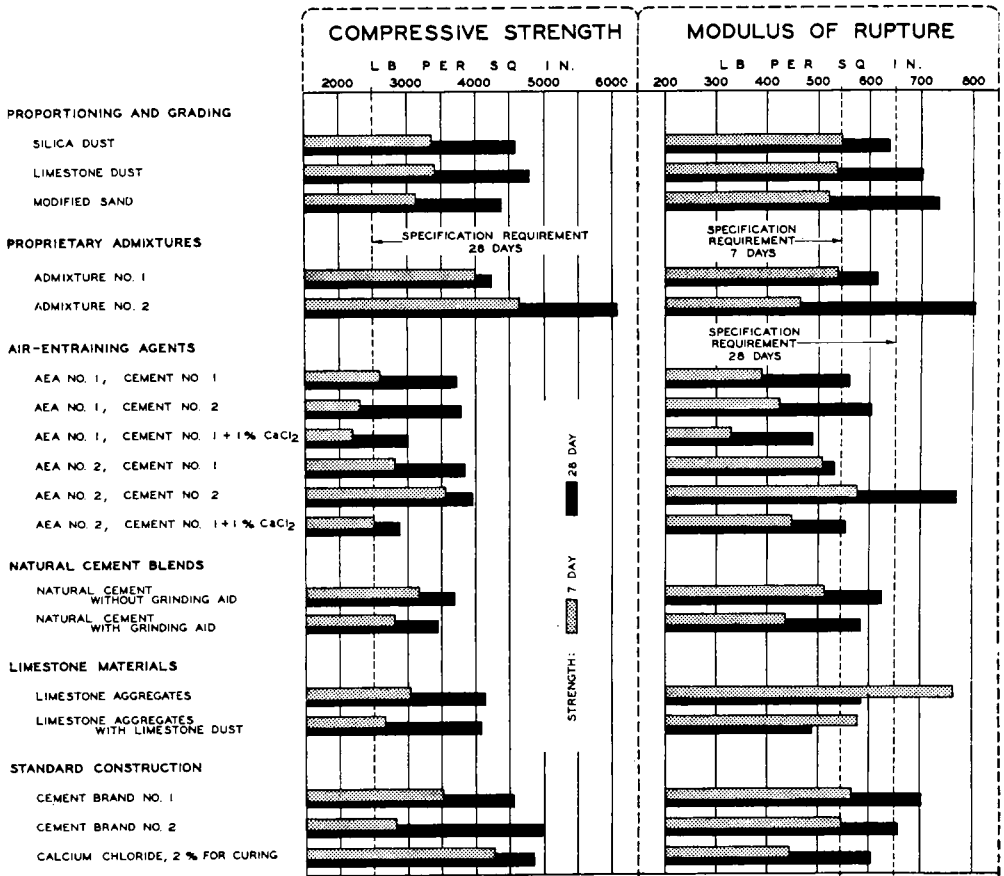 COMPRESSIVE STRENGTH
LB PER SQ IN.
2000 3000 4000 5000 6000
MODULUS OF RUPTURE
LB PER SQ IN.
200 300 400 500 600 700 800
PROPORTIONING AND GRADING
SILICA DUST
LIMESTONE DUST
MODIFIED SAND
SPECIFICATION REQUIREMENT
28 DAYS
SPECIFICATION
REQUIREMENT
7 DAYS
PROPRIETARY ADMIXTURES
ADMIXTURE NO. 1
ADMIXTURE NO. 2
SPECIFICATION
REQUIREMENT
28 DAYS
AIR-ENTRAINING AGENTS
AEA NO. 1, CEMENT NO 1
AEA NO. 1, CEMENT NO. 2
AEA NO. 1, CEMENT NO. 1 + 1% CaCl2
AEA NO. 2, CEMENT NO. 1
AEA NO. 2, CEMENT NO. 2
AEA NO. 2, CEMENT NO. 1 + 1% CaCl2
STRENGTH: 7 DAY 28 DAY
NATURAL CEMENT BLENDS
NATURAL CEMENT
WITHOUT GRINDING AID
NATURAL CEMENT
WITH GRINDING AID
LIMESTONE MATERIALS
LIMESTONE AGGREGATES
LIMESTONE AGGREGATES
WITH LIMESTONE DUST
STANDARD CONSTRUCTION
CEMENT BRAND NO. 1
CEMENT BRAND NO. 2
CALCIUM CHLORIDE, 2 % FOR CURING